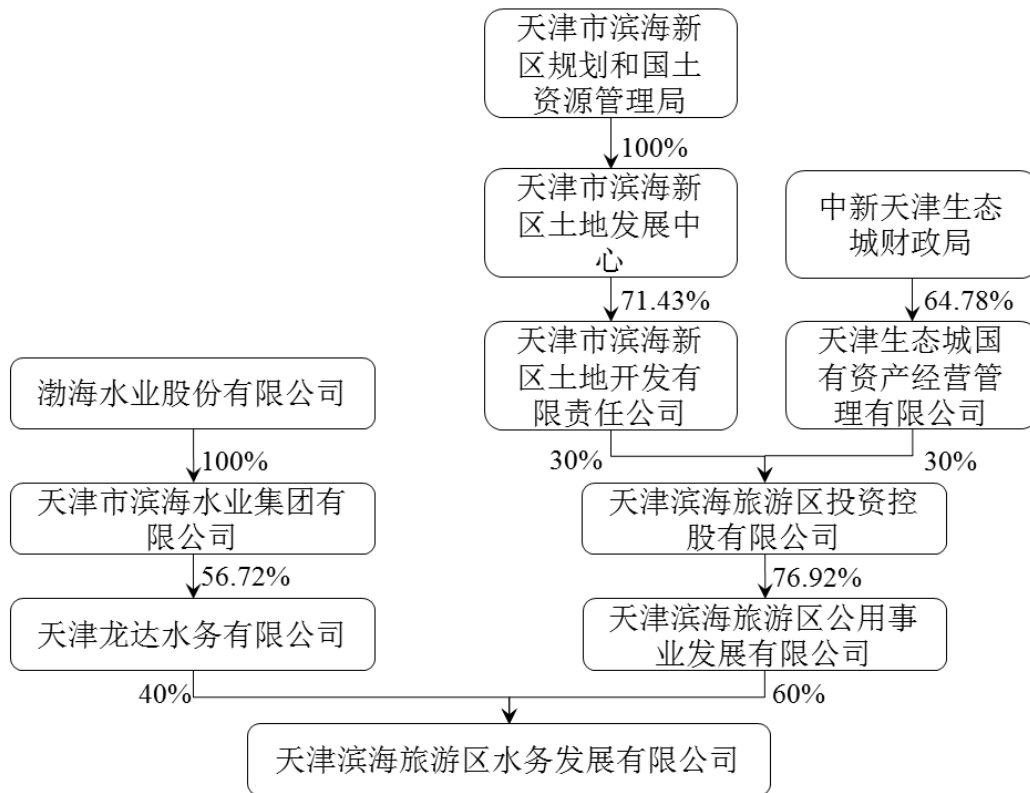 天津市滨海新
区规划和国土
资源管理局
100%
天津市滨海新
区土地发展中
心
中新天津生态
城财政局
71.43%
64.78%
天津市滨海新
区土地开发有
限责任公司
天津生态城国
有资产经营管
理有限公司
渤海水业股份有限公司
100%
30%
30%
天津市滨海水业集团有
限公司
天津滨海旅游区投资控
股有限公司
56.72%
76.92%
天津龙达水务有限公司
天津滨海旅游区公用事
业发展有限公司
40%
60%
天津滨海旅游区水务发展有限公司